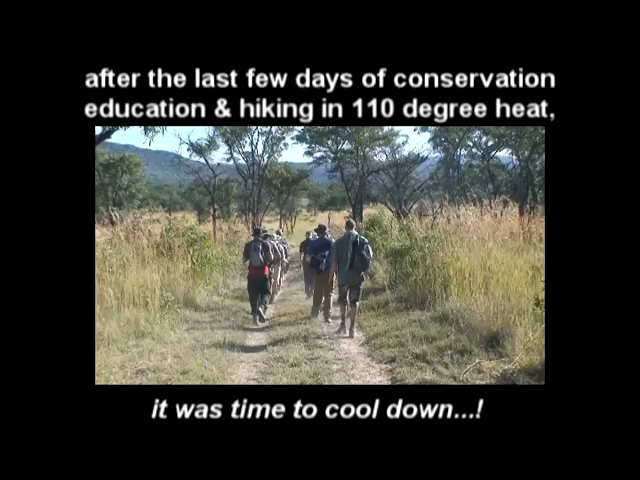 after the last few days of conservation
education & hiking in 110 degree heat,
it was time to cool down...!